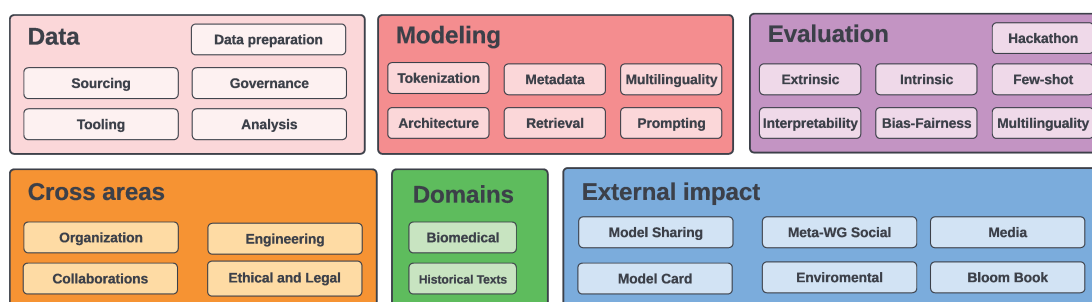 Data
Data preparation
Sourcing
Governance
Tooling
Analysis
Modeling
Tokenization
Metadata
Multilinguality
Architecture
Retrieval
Prompting
Evaluation
Hackathon
Extrinsic
Intrinsic
Few-shot
Interpretability
Bias-Fairness
Multilinguality
Cross areas
Organization
Engineering
Collaborations
Ethical and Legal
Domains
Biomedical
Historical Texts
External impact
Model Sharing
Meta-WG Social
Media
Model Card
Enviromental
Bloom Book